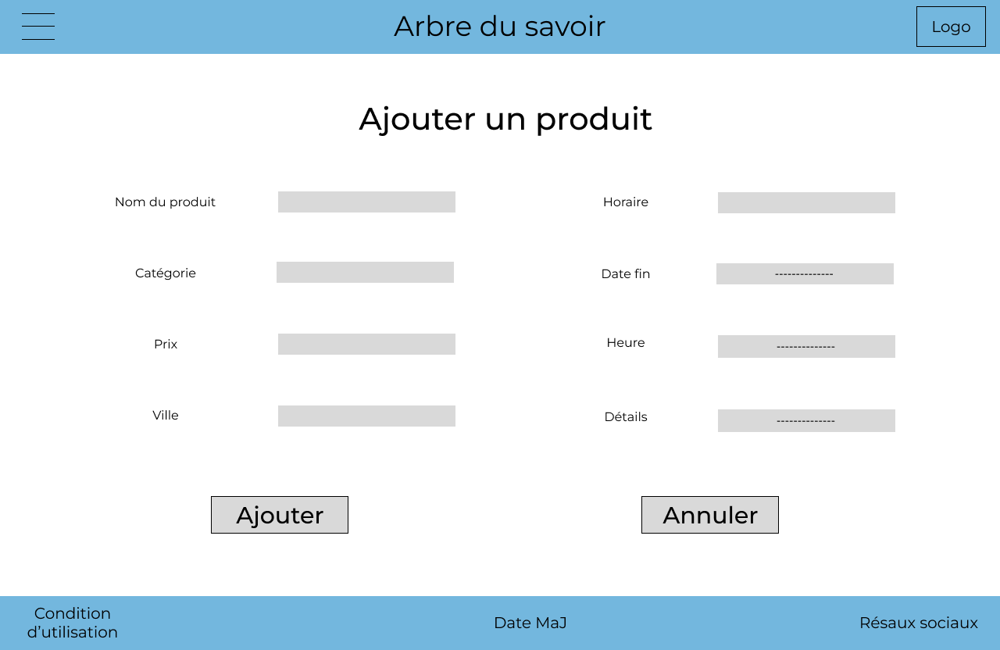 Arbre du savoir
Logo
Ajouter un produit
Nom du produit
Horaire
Catégorie
Date fin
--------------
Prix
Heure
--------------
Ville
Détails
--------------
Ajouter
Annuler
Condition
d’utilisation
Date MaJ
Résaux sociaux